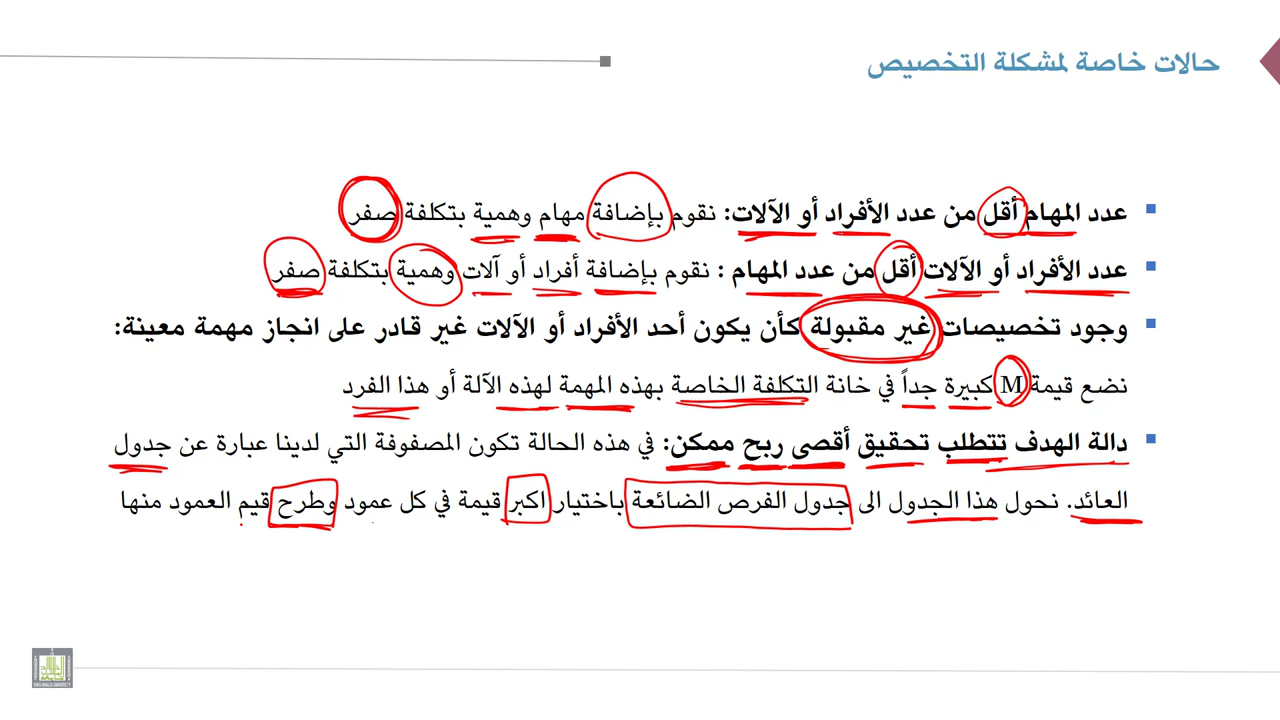 حالات خاصة لمشكلة التخصيص
عدد المهام أقل من عدد الأفراد أو الآلات: نقوم بإضافة مهام وهمية بتكلفة صفر
عدد الأفراد أو الآلات أقل من عدد المهام : نقوم بإضافة أفراد أو آلات وهمية بتكلفة صفر
وجود تخصيصات غير مقبولة كأن يكون أحد الأفراد أو الآلات غير قادر على انجاز مهمة معينة:
نضع قيمة M كبيرة جداً في خانة التكلفة الخاصة بهذه المهمة لهذه الآلة أو هذا الفرد
دالة الهدف تتطلب تحقيق أقصى ربح ممكن: في هذه الحالة تكون المصفوفة التي لدينا عبارة عن جدول
العائد. نحول هذا الجدول الى جدول الفرص الضائعة باختيار اكبر قيمة في كل عمود وطرح قيم العمود منها